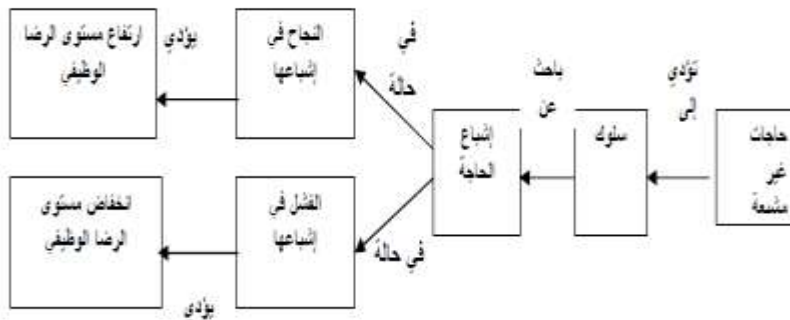 حاجات
غير
مشبعة
تؤدي
إلى
سلوك
باحث
عن
إشباع
الحاجة
في
حالة
النجاح في
إشباعها
يؤدي
ارتفاع مستوى الرضا
الوظيفي
في حالة
الفشل في
إشباعها
يؤدى
انخفاض مستوى
الرضا الوظيفي